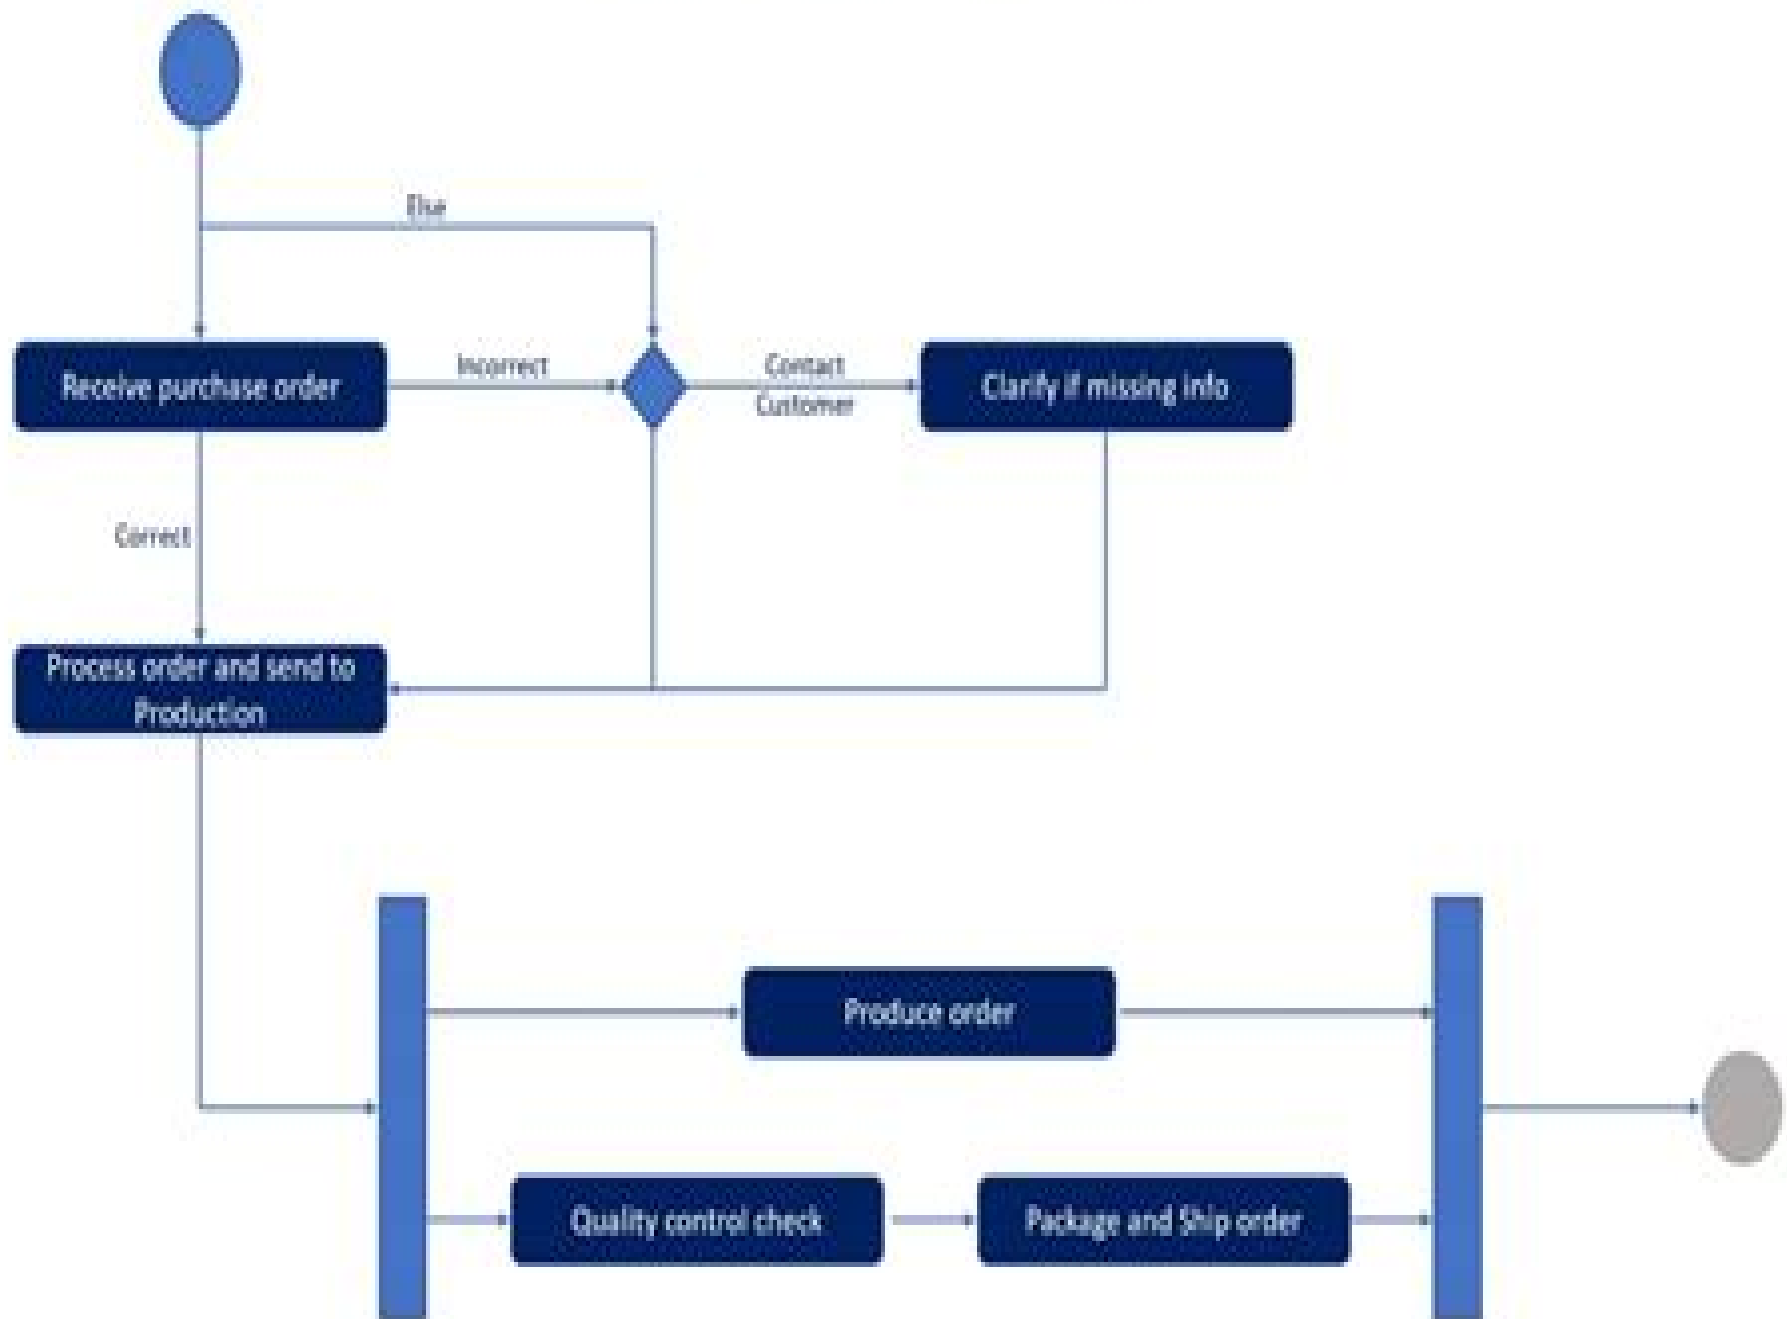 Else
Receive purchase order
Incorrect
Contact
Customer
Clarify if missing info
Correct
Process order and send to
Production
Produce order
Quality control check
Package and Ship order